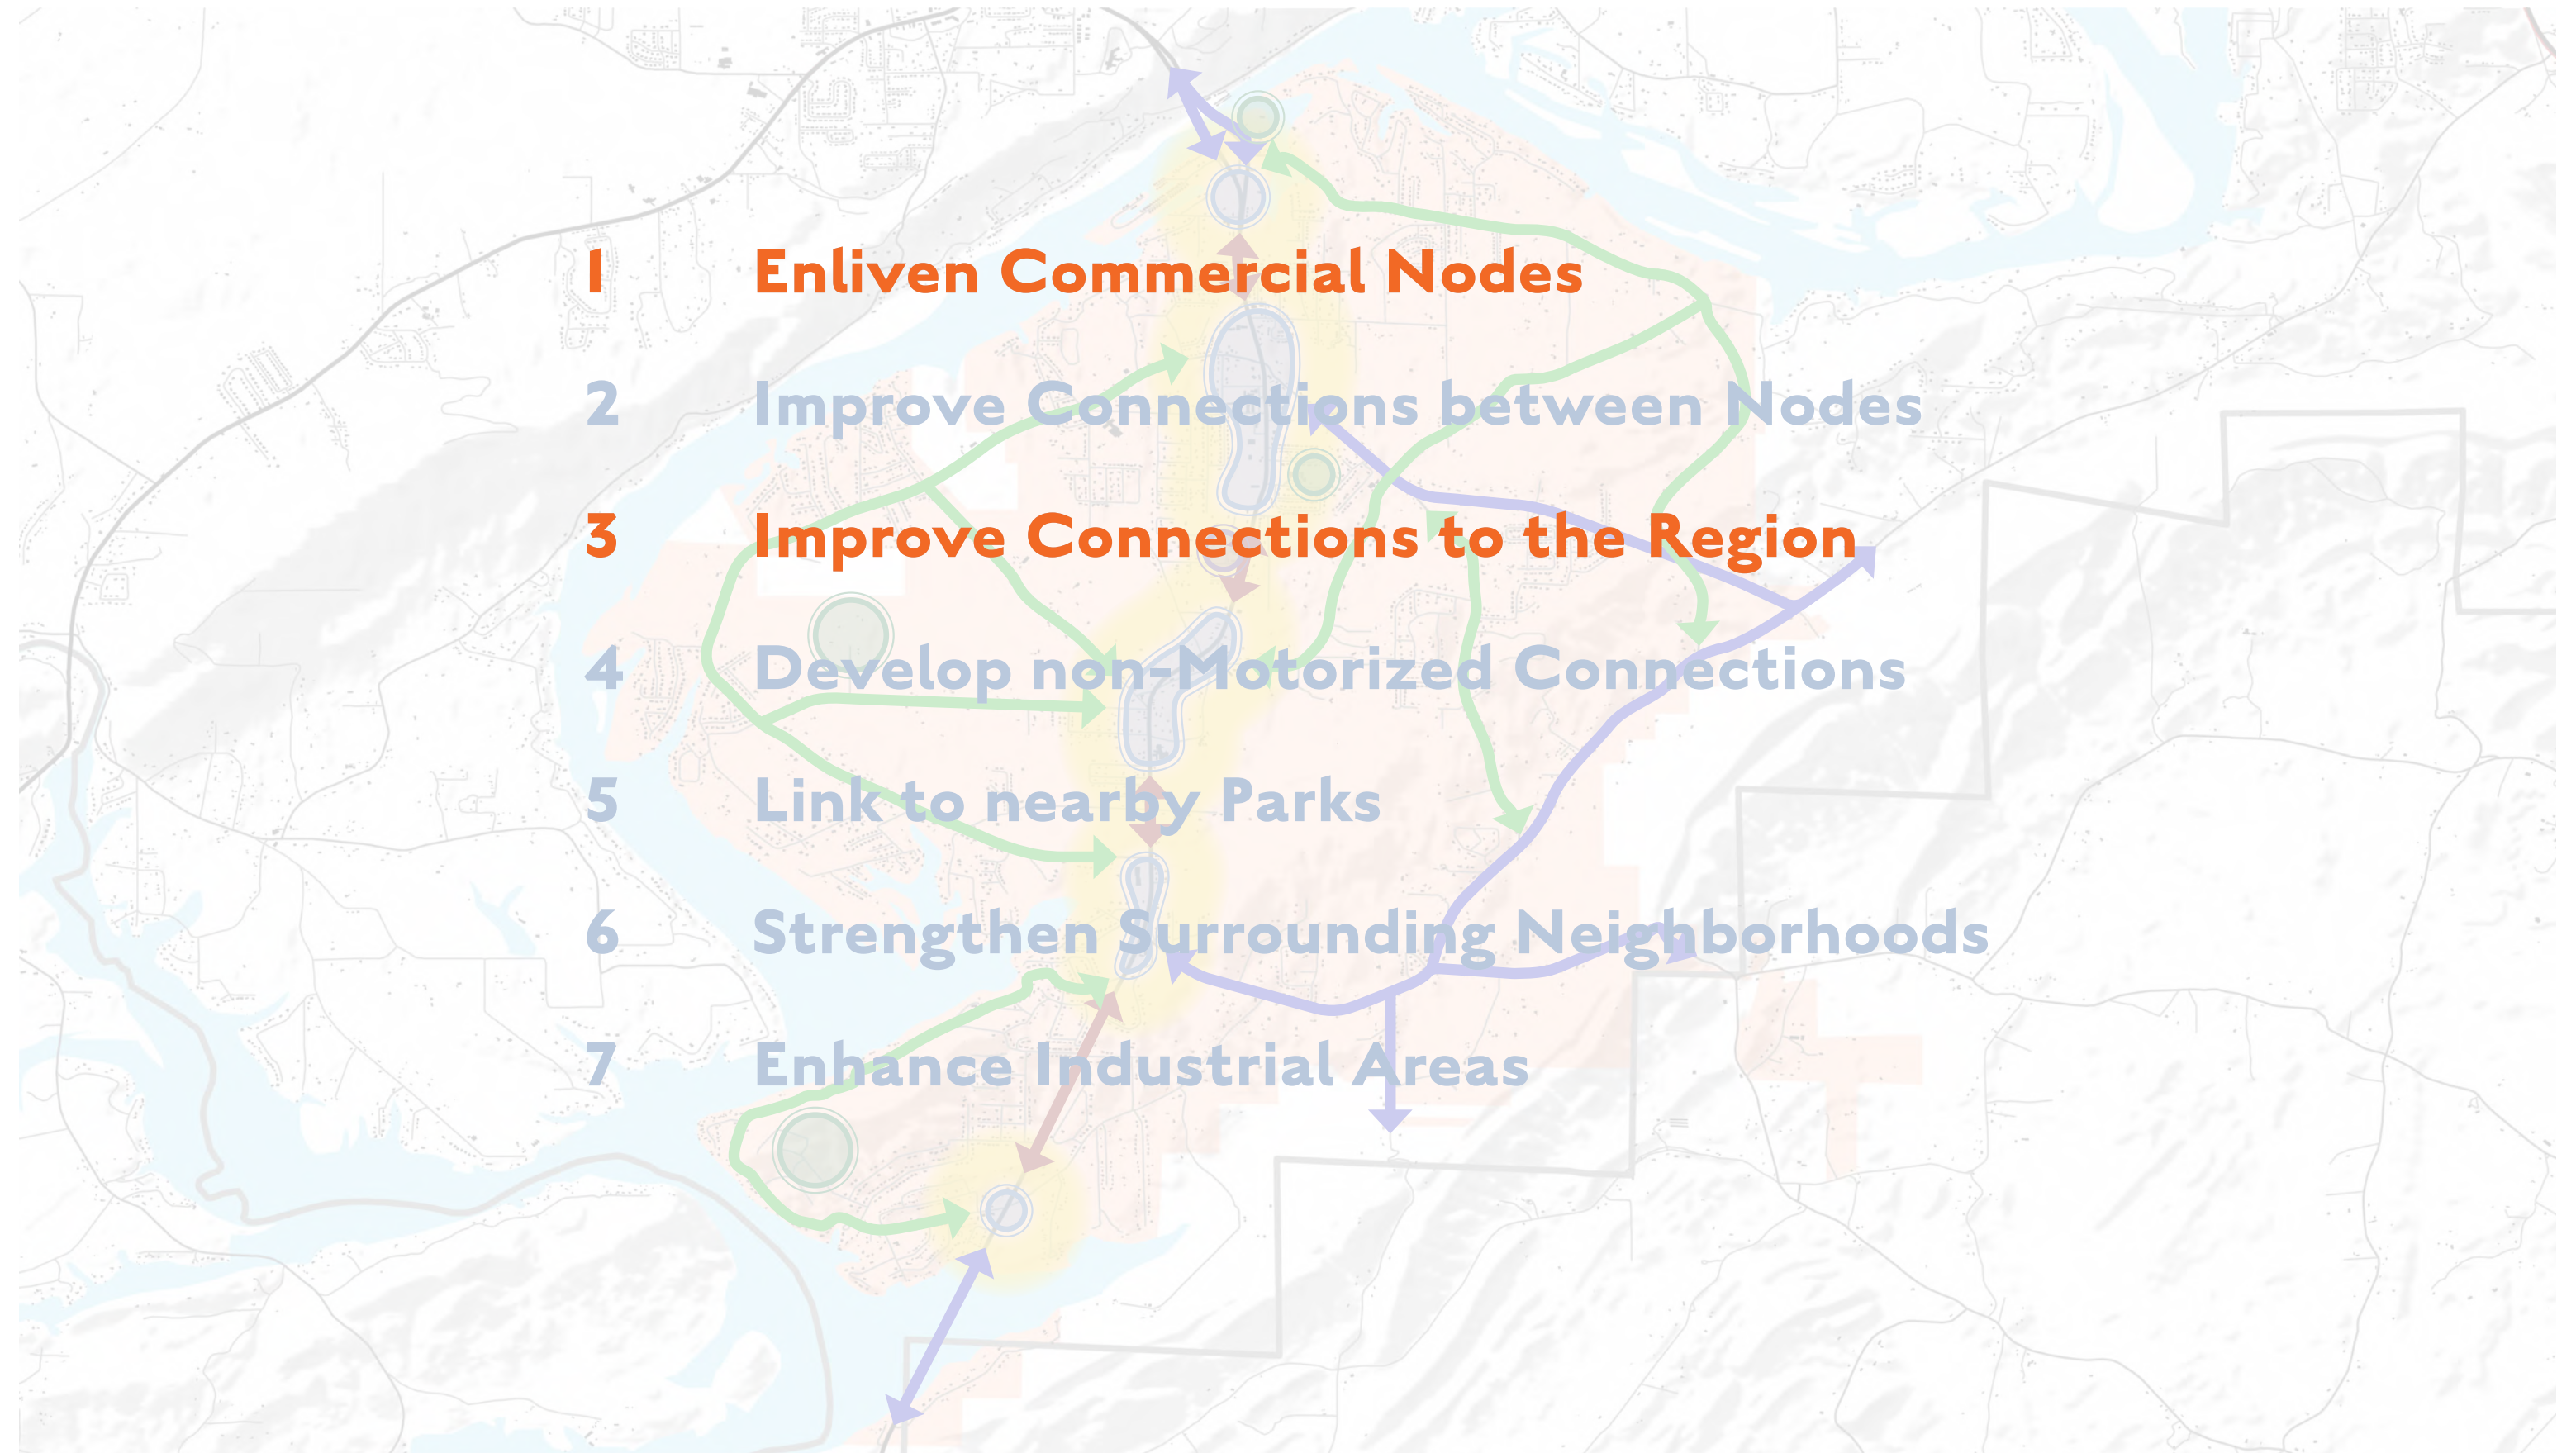 1 Enliven Commercial Nodes
2 Improve Connections between Nodes
3 Improve Connections to the Region
4 Develop non-Motorized Connections
5 Link to nearby Parks
6 Strengthen Surrounding Neighborhoods
7 Enhance Industrial Areas